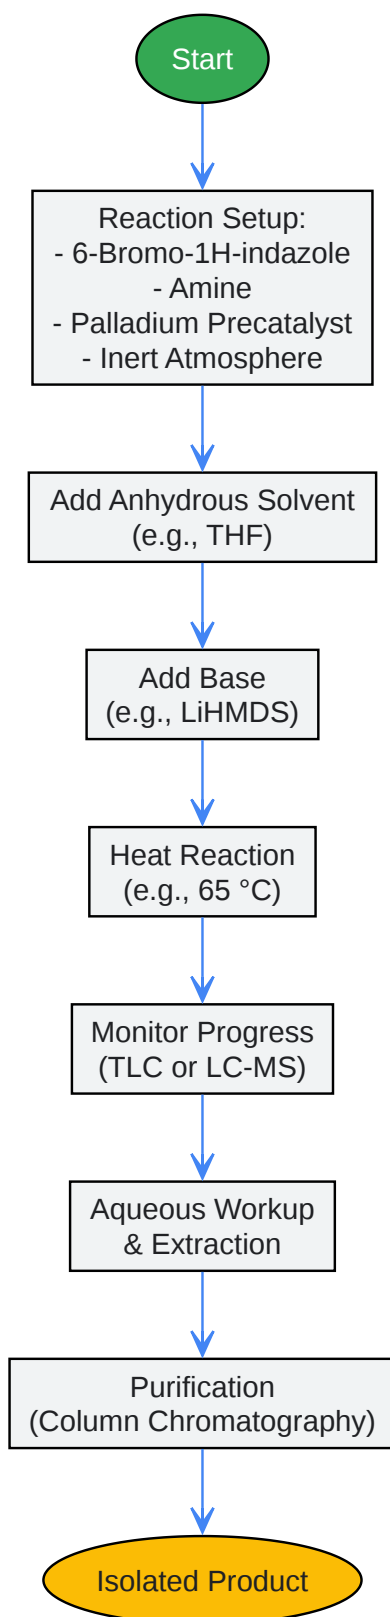 Start
Reaction Setup:
- 6-Bromo-1H-indazole
- Amine
- Palladium Precatalyst
- Inert Atmosphere
Add Anhydrous Solvent
(e.g., THF)
Add Base
(e.g., LiHMDS)
Heat Reaction
(e.g., 65 °C)
Monitor Progress
(TLC or LC-MS)
Aqueous Workup
& Extraction
Purification
(Column Chromatography)
Isolated Product